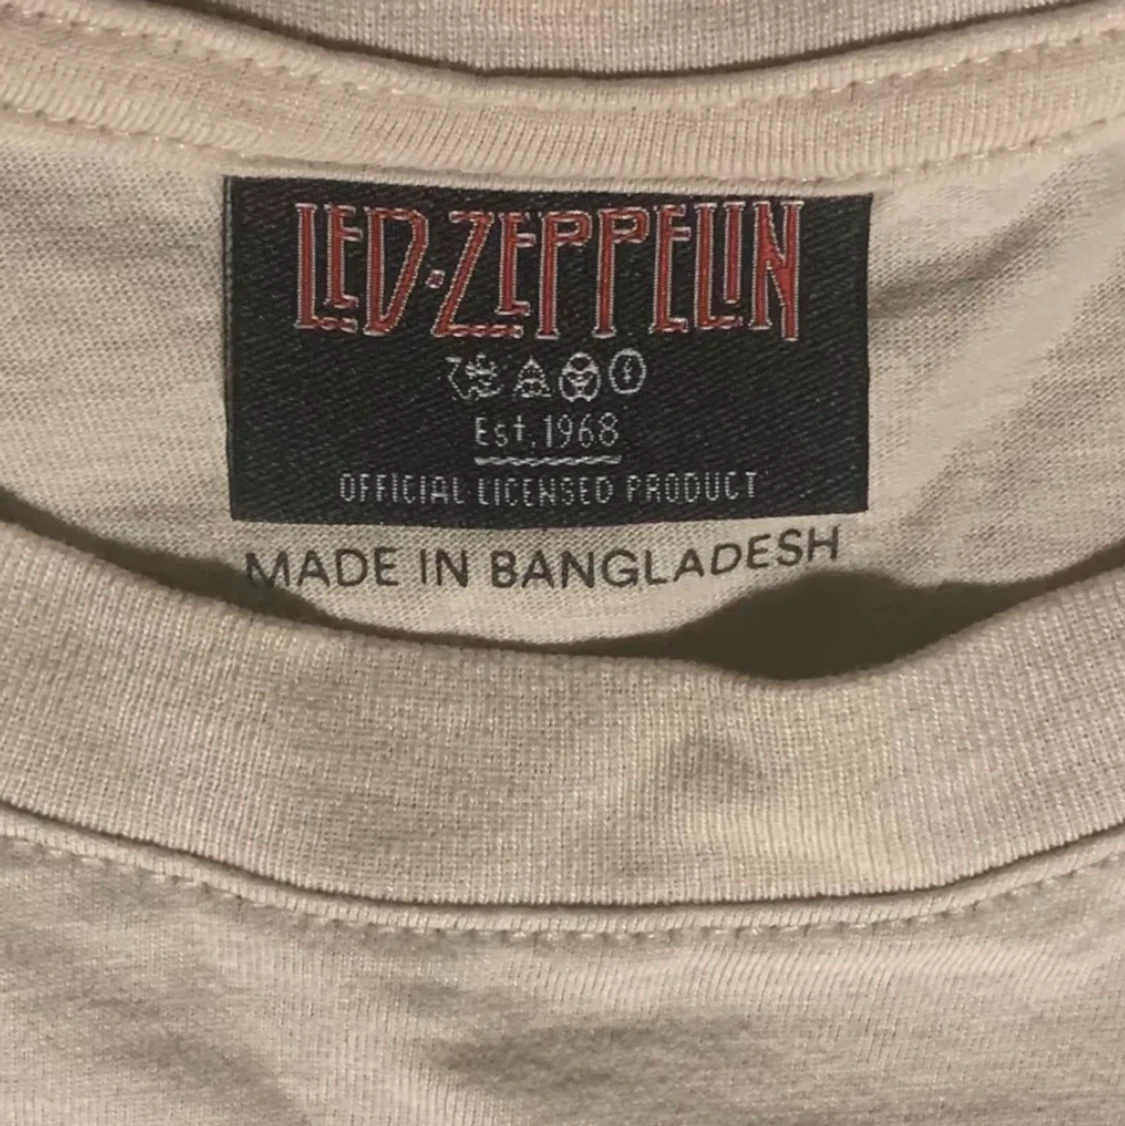 LED·ZEPPELIN
Est.1968
OFFICIAL LICENSED PRODUCT
MADE IN BANGLADESH